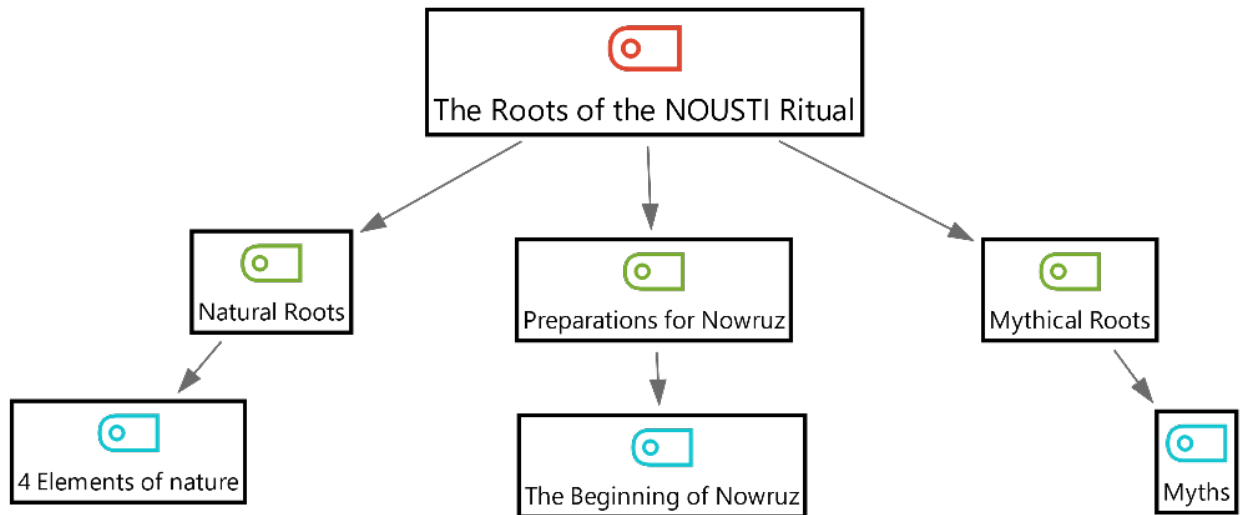 The Roots of the NOUSTI Ritual
Natural Roots
Preparations for Nowruz
Mythical Roots
4 Elements of nature
The Beginning of Nowruz
Myths